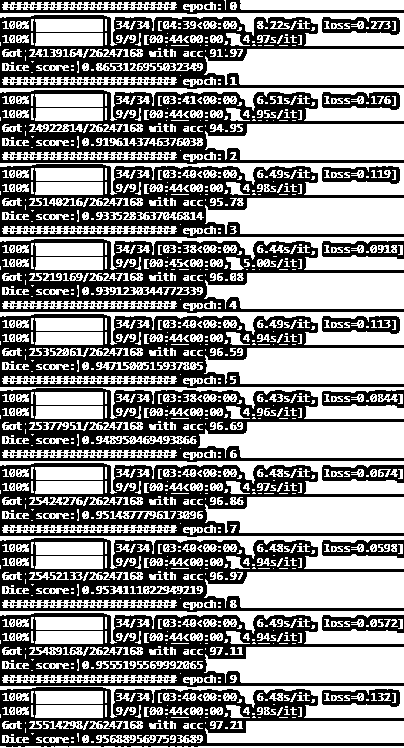 ########################## epoch: 0
100% 34/34 [04:39<00:00, 8.22s/it, loss=0.273]
100% 9/9 [00:44<00:00, 4.97s/it]
Got 24139164/26247168 with acc 91.97
Dice score: 0.8653126955032349
########################## epoch: 1
100% 34/34 [03:41<00:00, 6.51s/it, loss=0.176]
100% 9/9 [00:44<00:00, 4.95s/it]
Got 24922814/26247168 with acc 94.95
Dice score: 0.9196143746376038
########################## epoch: 2
100% 34/34 [03:40<00:00, 6.49s/it, loss=0.119]
100% 9/9 [00:44<00:00, 4.98s/it]
Got 25140216/26247168 with acc 95.78
Dice score: 0.9335283637046814
########################## epoch: 3
100% 34/34 [03:38<00:00, 6.44s/it, loss=0.0918]
100% 9/9 [00:45<00:00, 5.00s/it]
Got 25219169/26247168 with acc 96.08
Dice score: 0.9391230344772339
########################## epoch: 4
100% 34/34 [03:40<00:00, 6.49s/it, loss=0.113]
100% 9/9 [00:44<00:00, 4.94s/it]
Got 25352061/26247168 with acc 96.59
Dice score: 0.9471500515937805
########################## epoch: 5
100% 34/34 [03:38<00:00, 6.43s/it, loss=0.0844]
100% 9/9 [00:44<00:00, 4.96s/it]
Got 25377951/26247168 with acc 96.69
Dice score: 0.948950469493866
########################## epoch: 6
100% 34/34 [03:40<00:00, 6.48s/it, loss=0.0674]
100% 9/9 [00:44<00:00, 4.97s/it]
Got 25424276/26247168 with acc 96.86
Dice score: 0.9514877796173096
########################## epoch: 7
100% 34/34 [03:40<00:00, 6.48s/it, loss=0.0598]
100% 9/9 [00:44<00:00, 4.94s/it]
Got 25452133/26247168 with acc 96.97
Dice score: 0.9534111022949219
########################## epoch: 8
100% 34/34 [03:40<00:00, 6.49s/it, loss=0.0572]
100% 9/9 [00:44<00:00, 4.94s/it]
Got 25489168/26247168 with acc 97.11
Dice score: 0.9555195569992065
########################## epoch: 9
100% 34/34 [03:40<00:00, 6.48s/it, loss=0.132]
100% 9/9 [00:44<00:00, 4.98s/it]
Got 25514298/26247168 with acc 97.21
Dice score: 0.9568895697593689